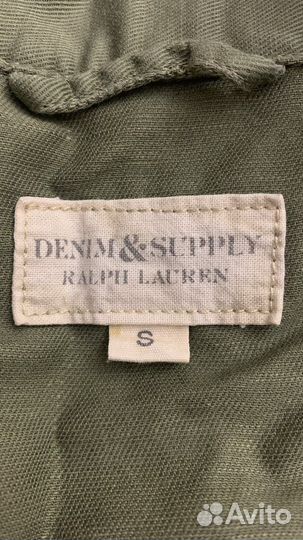 DENIM & SUPPLY
RALPH LAUREN
S
Avito